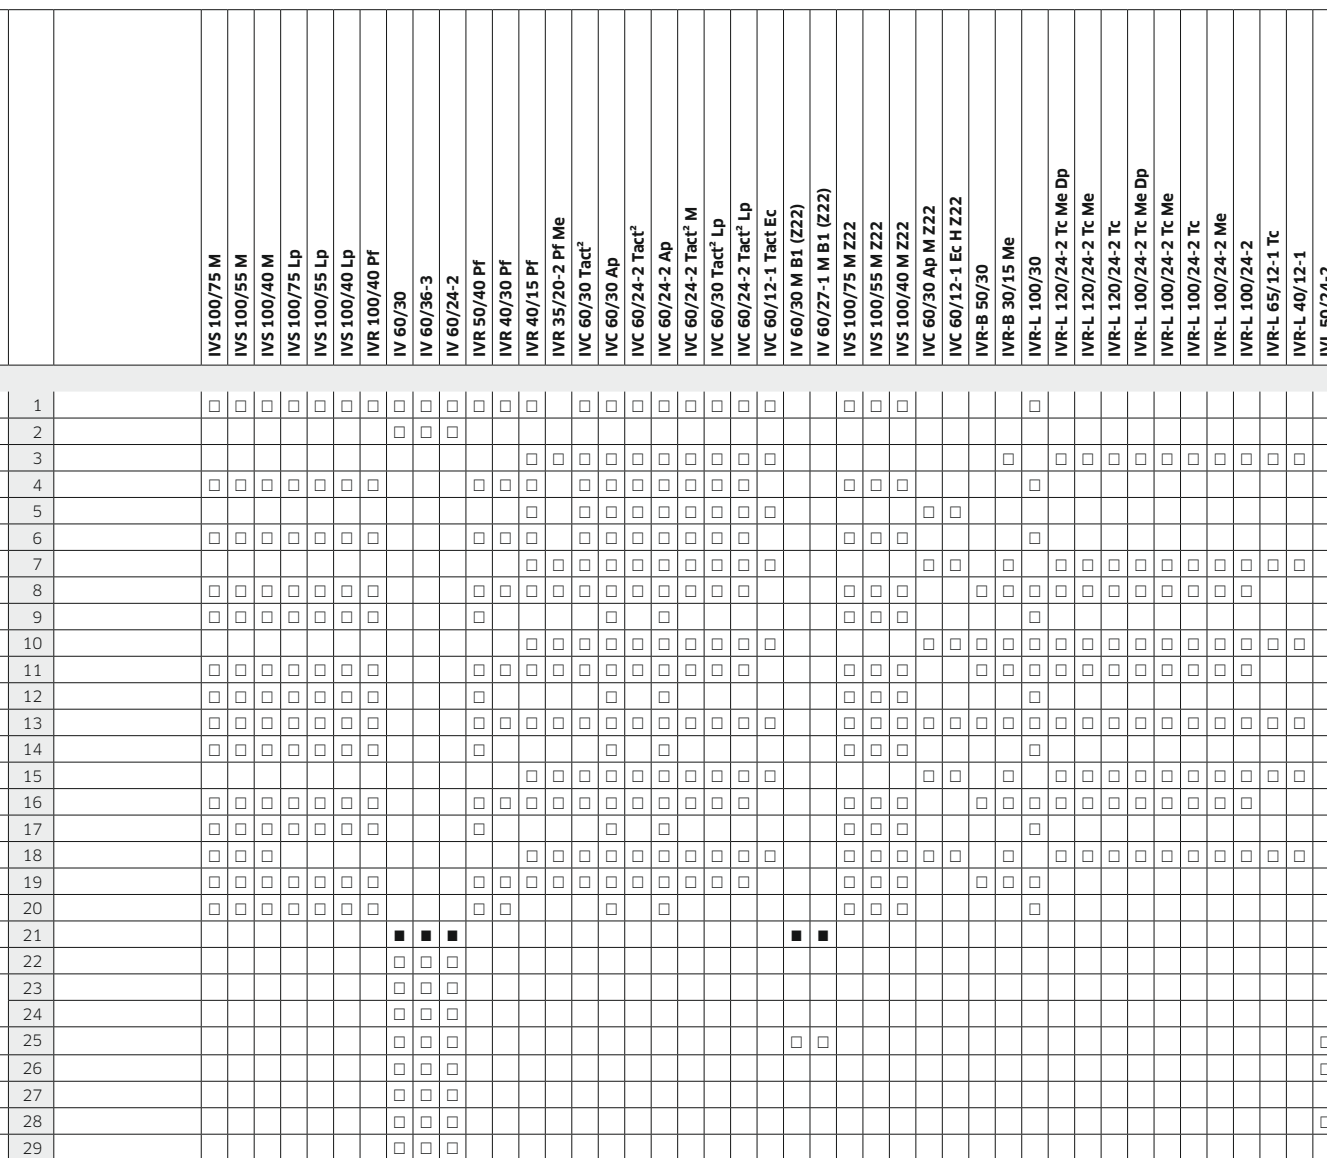 IVS 100/75 M
IVS 100/55 M
IVS 100/40 M
IVS 100/75 Lp
IVS 100/55 Lp
IVS 100/40 Lp
IVR 100/40 Pf
IV 60/30
IV 60/36-3
IV 60/24-2
IVR 50/40 Pf
IVR 40/30 Pf
IVR 40/15 Pf
IVR 35/20-2 Pf Me
IVC 60/30 Tact²
IVC 60/30 Ap
IVC 60/24-2 Tact²
IVC 60/24-2 Ap
IVC 60/24-2 Tact² M
IVC 60/30 Tact² Lp
IVC 60/24-2 Tact² Lp
IVC 60/12-1 Tact Ec
IV 60/30 M B1 (Z22)
IV 60/27-1 M B1 (Z22)
IVS 100/75 M Z22
IVS 100/55 M Z22
IVS 100/40 M Z22
IVC 60/30 Ap M Z22
IVC 60/12-1 Ec H Z22
IVR-B 50/30
IVR-B 30/15 Me
IVR-L 100/30
IVR-L 120/24-2 Tc Me Dp
IVR-L 120/24-2 Tc Me
IVR-L 120/24-2 Tc
IVR-L 100/24-2 Tc Me Dp
IVR-L 100/24-2 Tc Me
IVR-L 100/24-2 Tc
IVR-L 100/24-2 Me
IVR-L 100/24-2
IVR-L 65/12-1 Tc
IVR-L 40/12-1
1
2
3
4
5
6
7
8
9
10
11
12
13
14
15
16
17
18
19
20
21
22
23
24
25
26
27
28
29